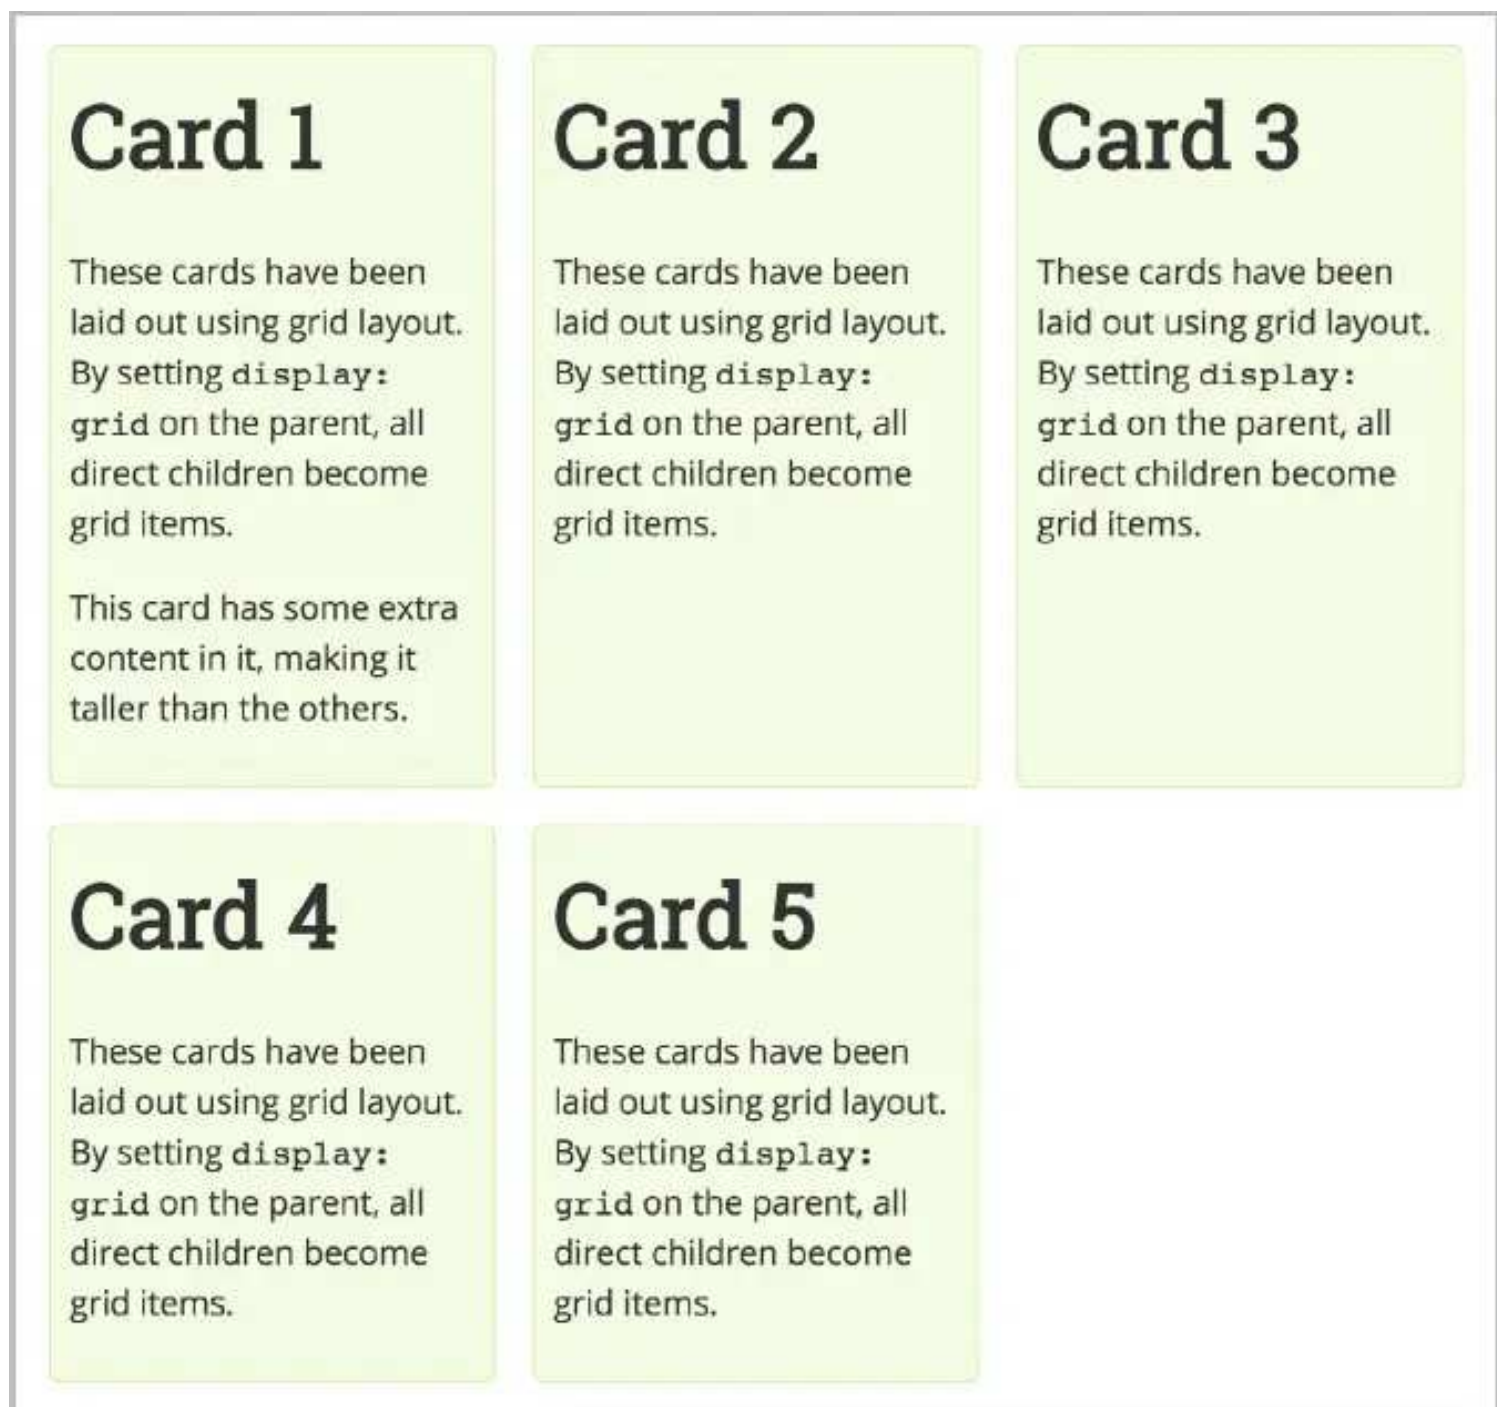 Card 1
These cards have been
laid out using grid layout.
By setting display:
grid on the parent, all
direct children become
grid items.
This card has some extra
content in it, making it
taller than the others.
Card 2
These cards have been
laid out using grid layout.
By setting display:
grid on the parent, all
direct children become
grid items.
Card 3
These cards have been
laid out using grid layout.
By setting display:
grid on the parent, all
direct children become
grid items.
Card 4
These cards have been
laid out using grid layout.
By setting display:
grid on the parent, all
direct children become
grid items.
Card 5
These cards have been
laid out using grid layout.
By setting display:
grid on the parent, all
direct children become
grid items.